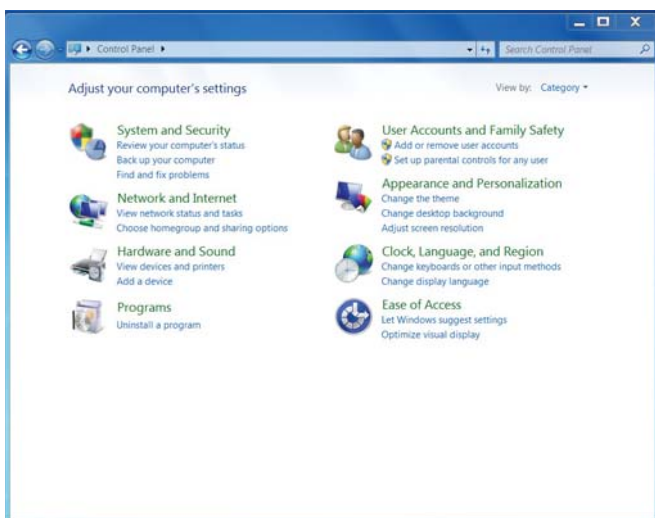 Control Panel
Search Control Panel
Adjust your computer's settings
View by: Category
System and Security
Review your computer's status
Back up your computer
Find and fix problems
Network and Internet
View network status and tasks
Choose homegroup and sharing options
Hardware and Sound
View devices and printers
Add a device
Programs
Uninstall a program
User Accounts and Family Safety
Add or remove user accounts
Set up parental controls for any user
Appearance and Personalization
Change the theme
Change desktop background
Adjust screen resolution
Clock, Language, and Region
Change keyboards or other input methods
Change display language
Ease of Access
Let Windows suggest settings
Optimize visual display